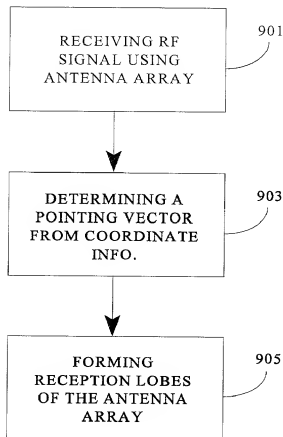 RECEIVING RF
SIGNAL USING
ANTENNA ARRAY
901
DETERMINING A
POINTING VECTOR
FROM COORDINATE
INFO.
903
FORMING
RECEPTION LOBES
OF THE ANTENNA
ARRAY
905